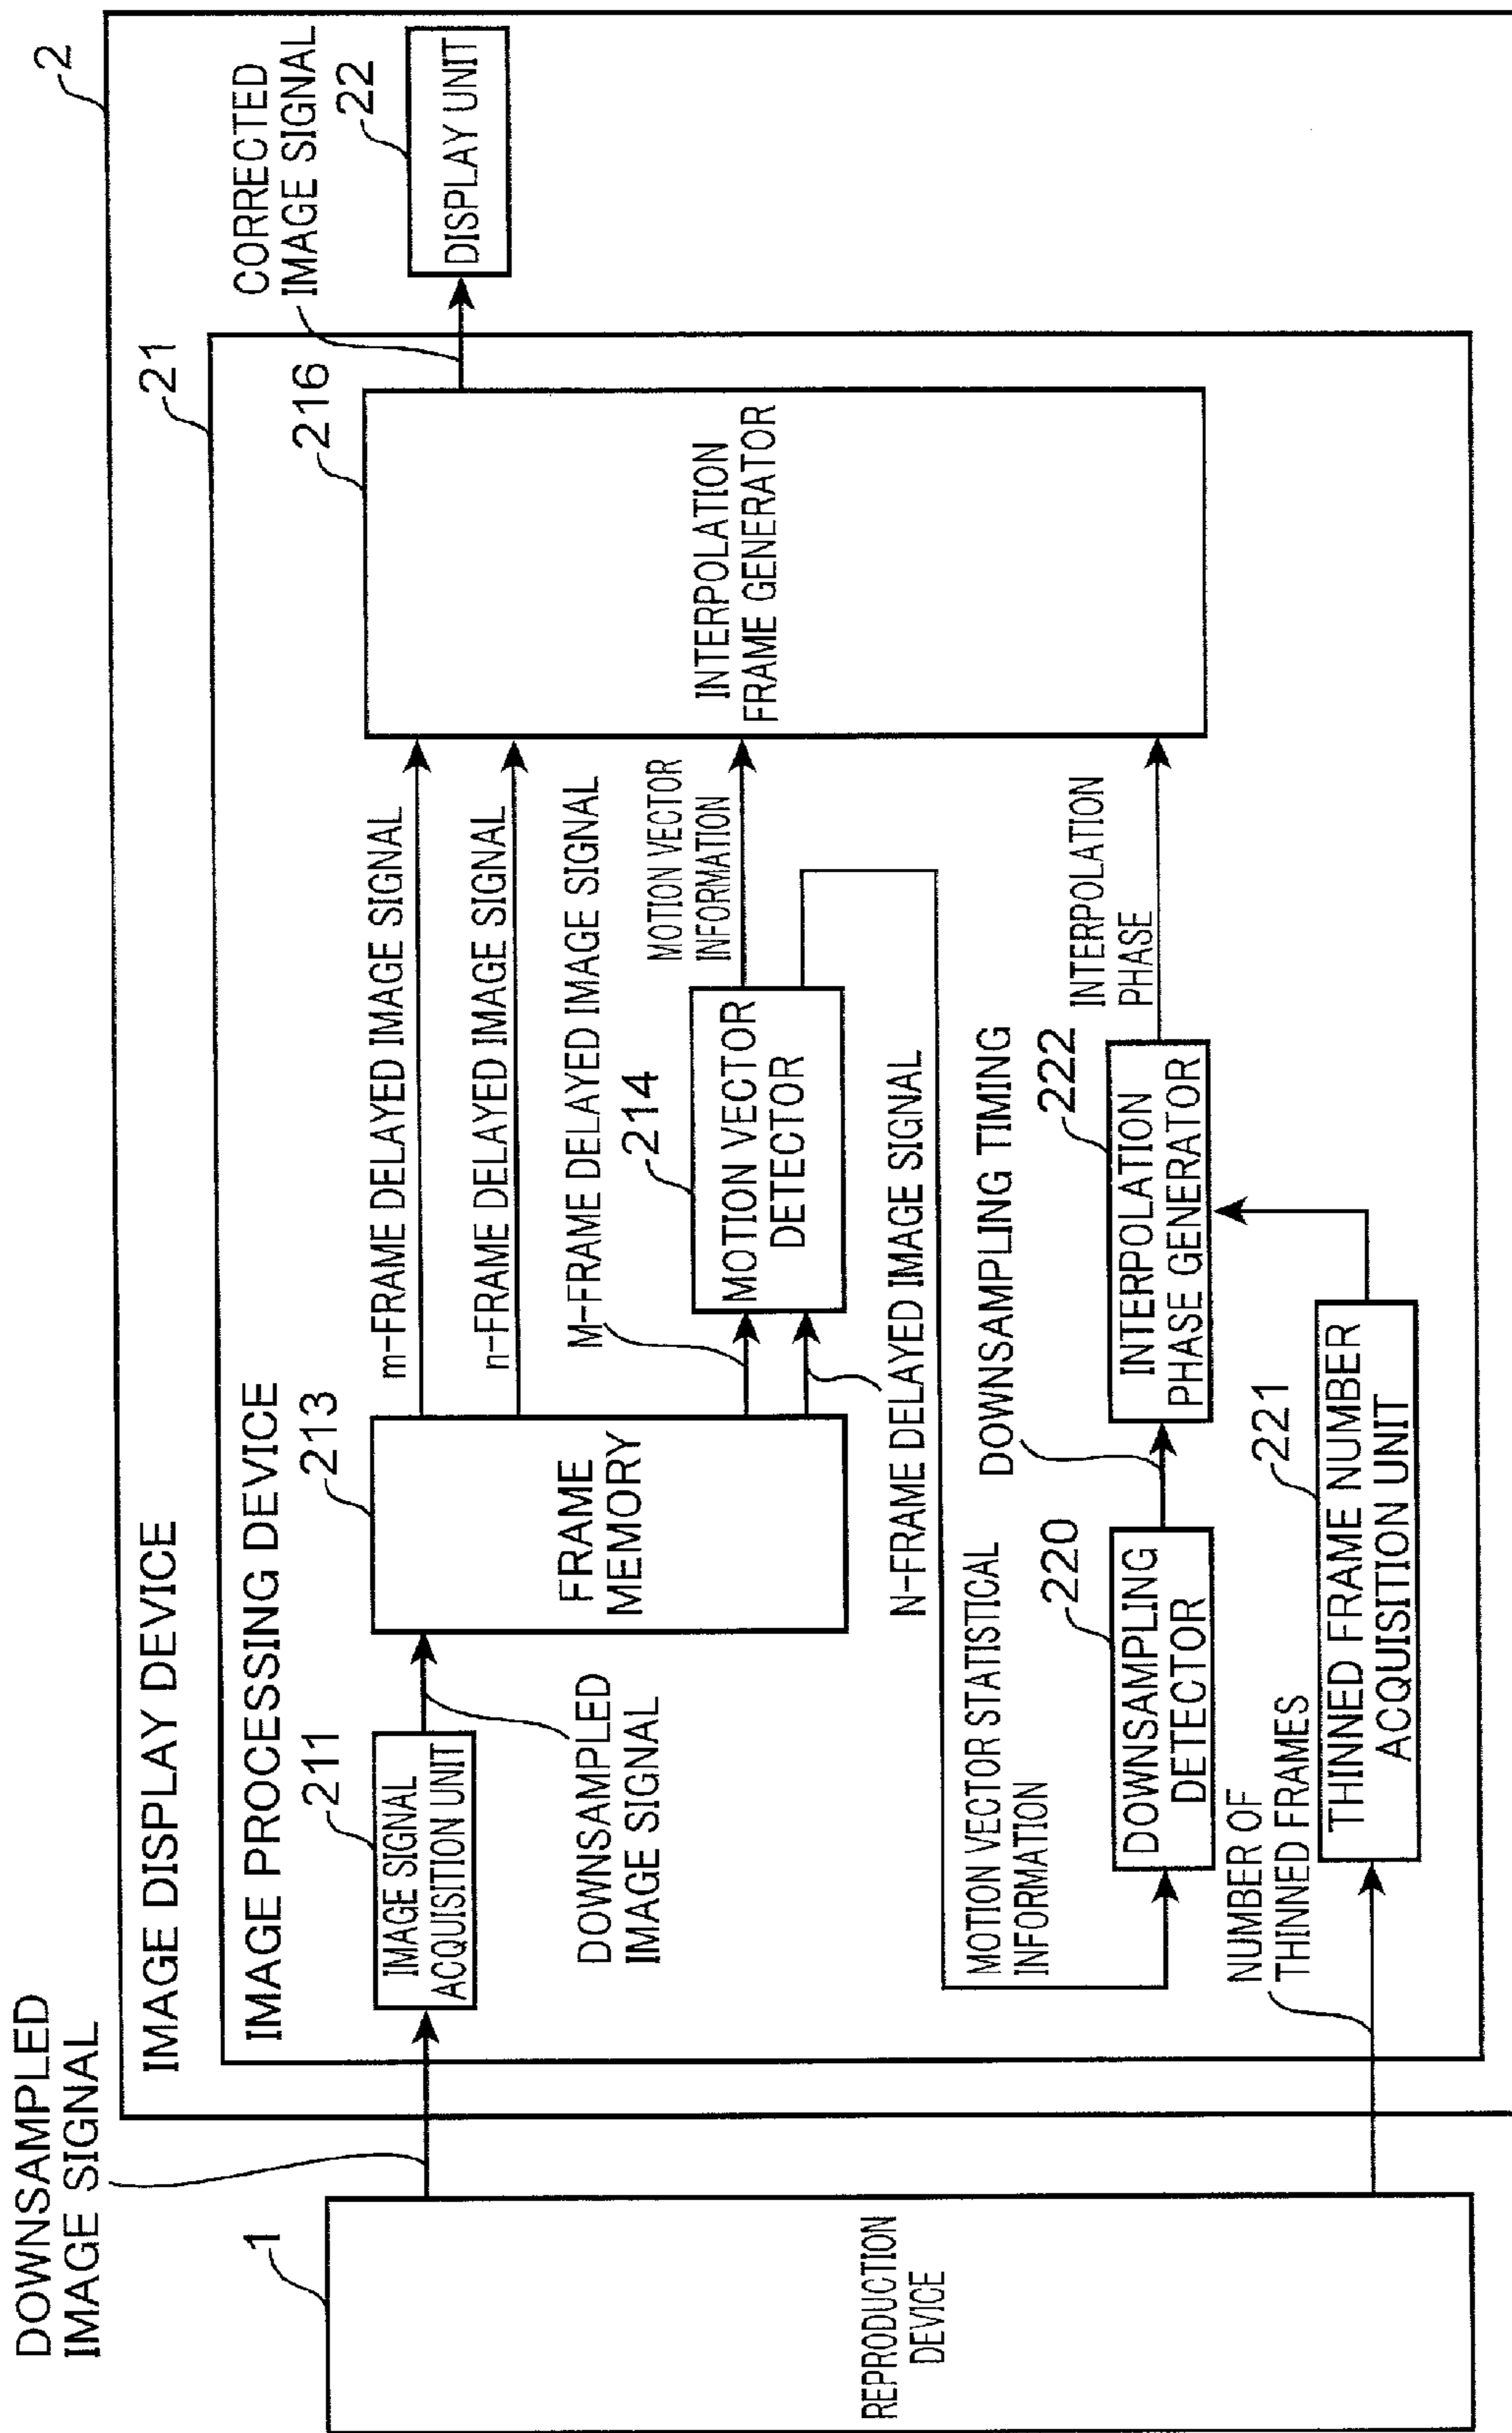 DOWNSAMPLED
IMAGE SIGNAL
1
REPRODUCTION
DEVICE
2
IMAGE DISPLAY DEVICE
21
IMAGE PROCESSING DEVICE
211
IMAGE SIGNAL
ACQUISITION UNIT
DOWNSAMPLED
IMAGE SIGNAL
213
FRAME
MEMORY
m-FRAME DELAYED IMAGE SIGNAL
n-FRAME DELAYED IMAGE SIGNAL
M-FRAME DELAYED IMAGE SIGNAL
214
MOTION VECTOR
DETECTOR
N-FRAME DELAYED IMAGE SIGNAL
MOTION VECTOR
INFORMATION
216
INTERPOLATION
FRAME GENERATOR
CORRECTED
IMAGE SIGNAL
22
DISPLAY UNIT
MOTION VECTOR STATISTICAL
INFORMATION
220
DOWNSAMPLING
DETECTOR
DOWNSAMPLING TIMING
222
INTERPOLATION
PHASE GENERATOR
INTERPOLATION
PHASE
NUMBER OF
THINNED FRAMES
221
THINNED FRAME NUMBER
ACQUISITION UNIT